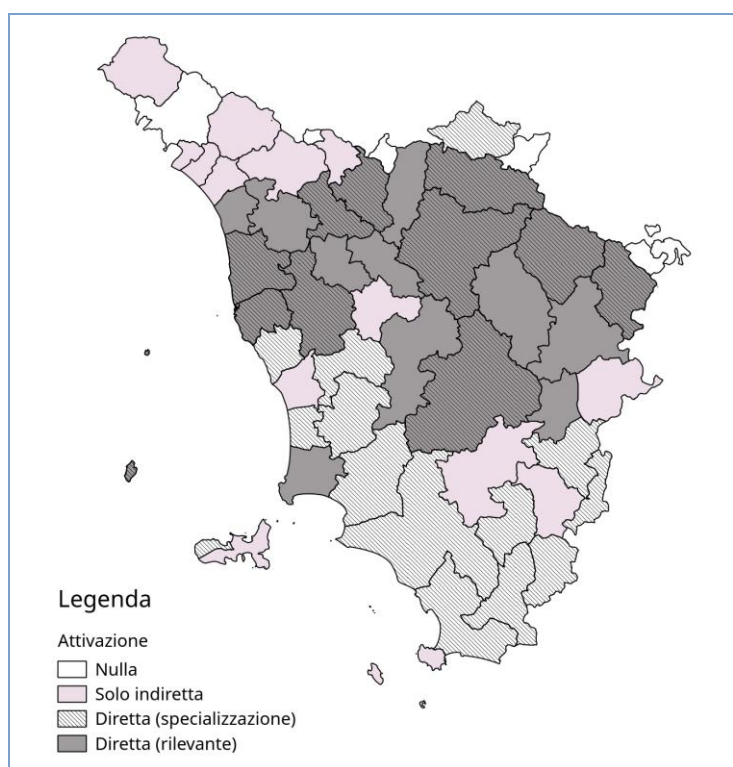 Legenda
Attivazione
Nulla
Solo indiretta
Diretta (specializzazione)
Diretta (rilevante)